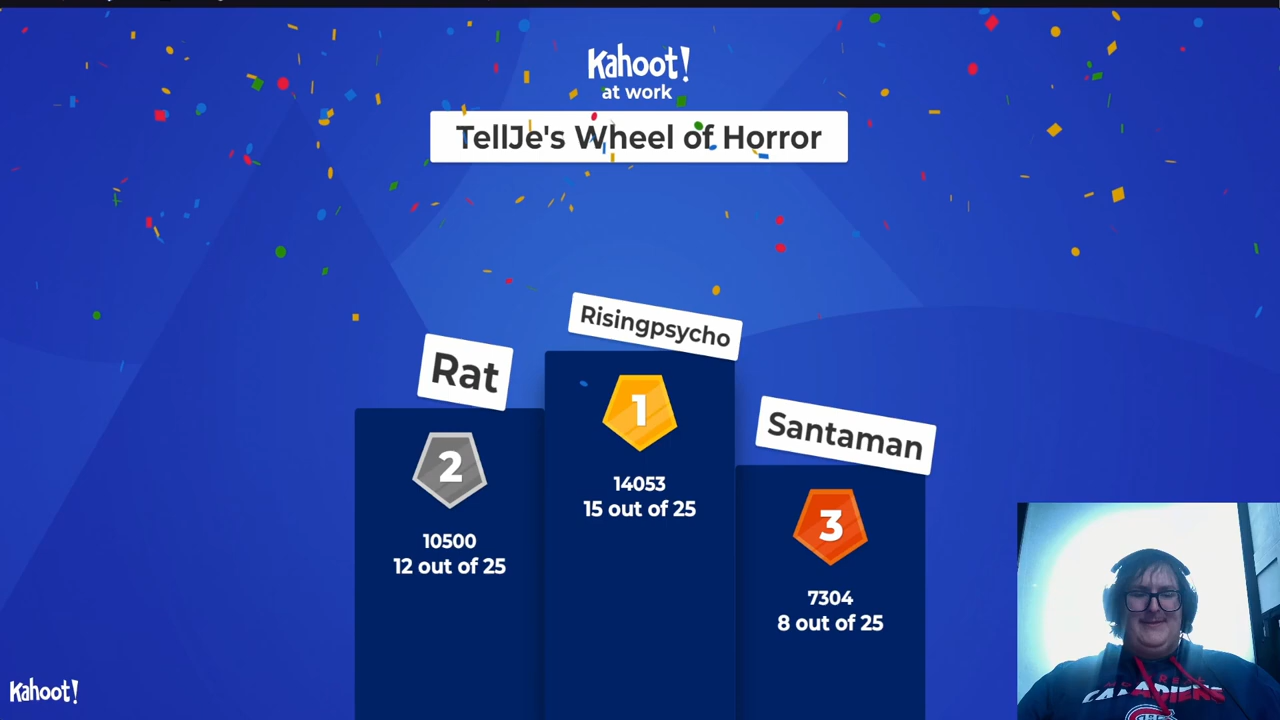 Kahoot!
at work
TellJe's Wheel of Horror
Risingpsycho
Rat
Santaman
1
14053
15 out of 25
2
10500
12 out of 25
3
7304
8 out of 25
Kahoot!
CANADIENS